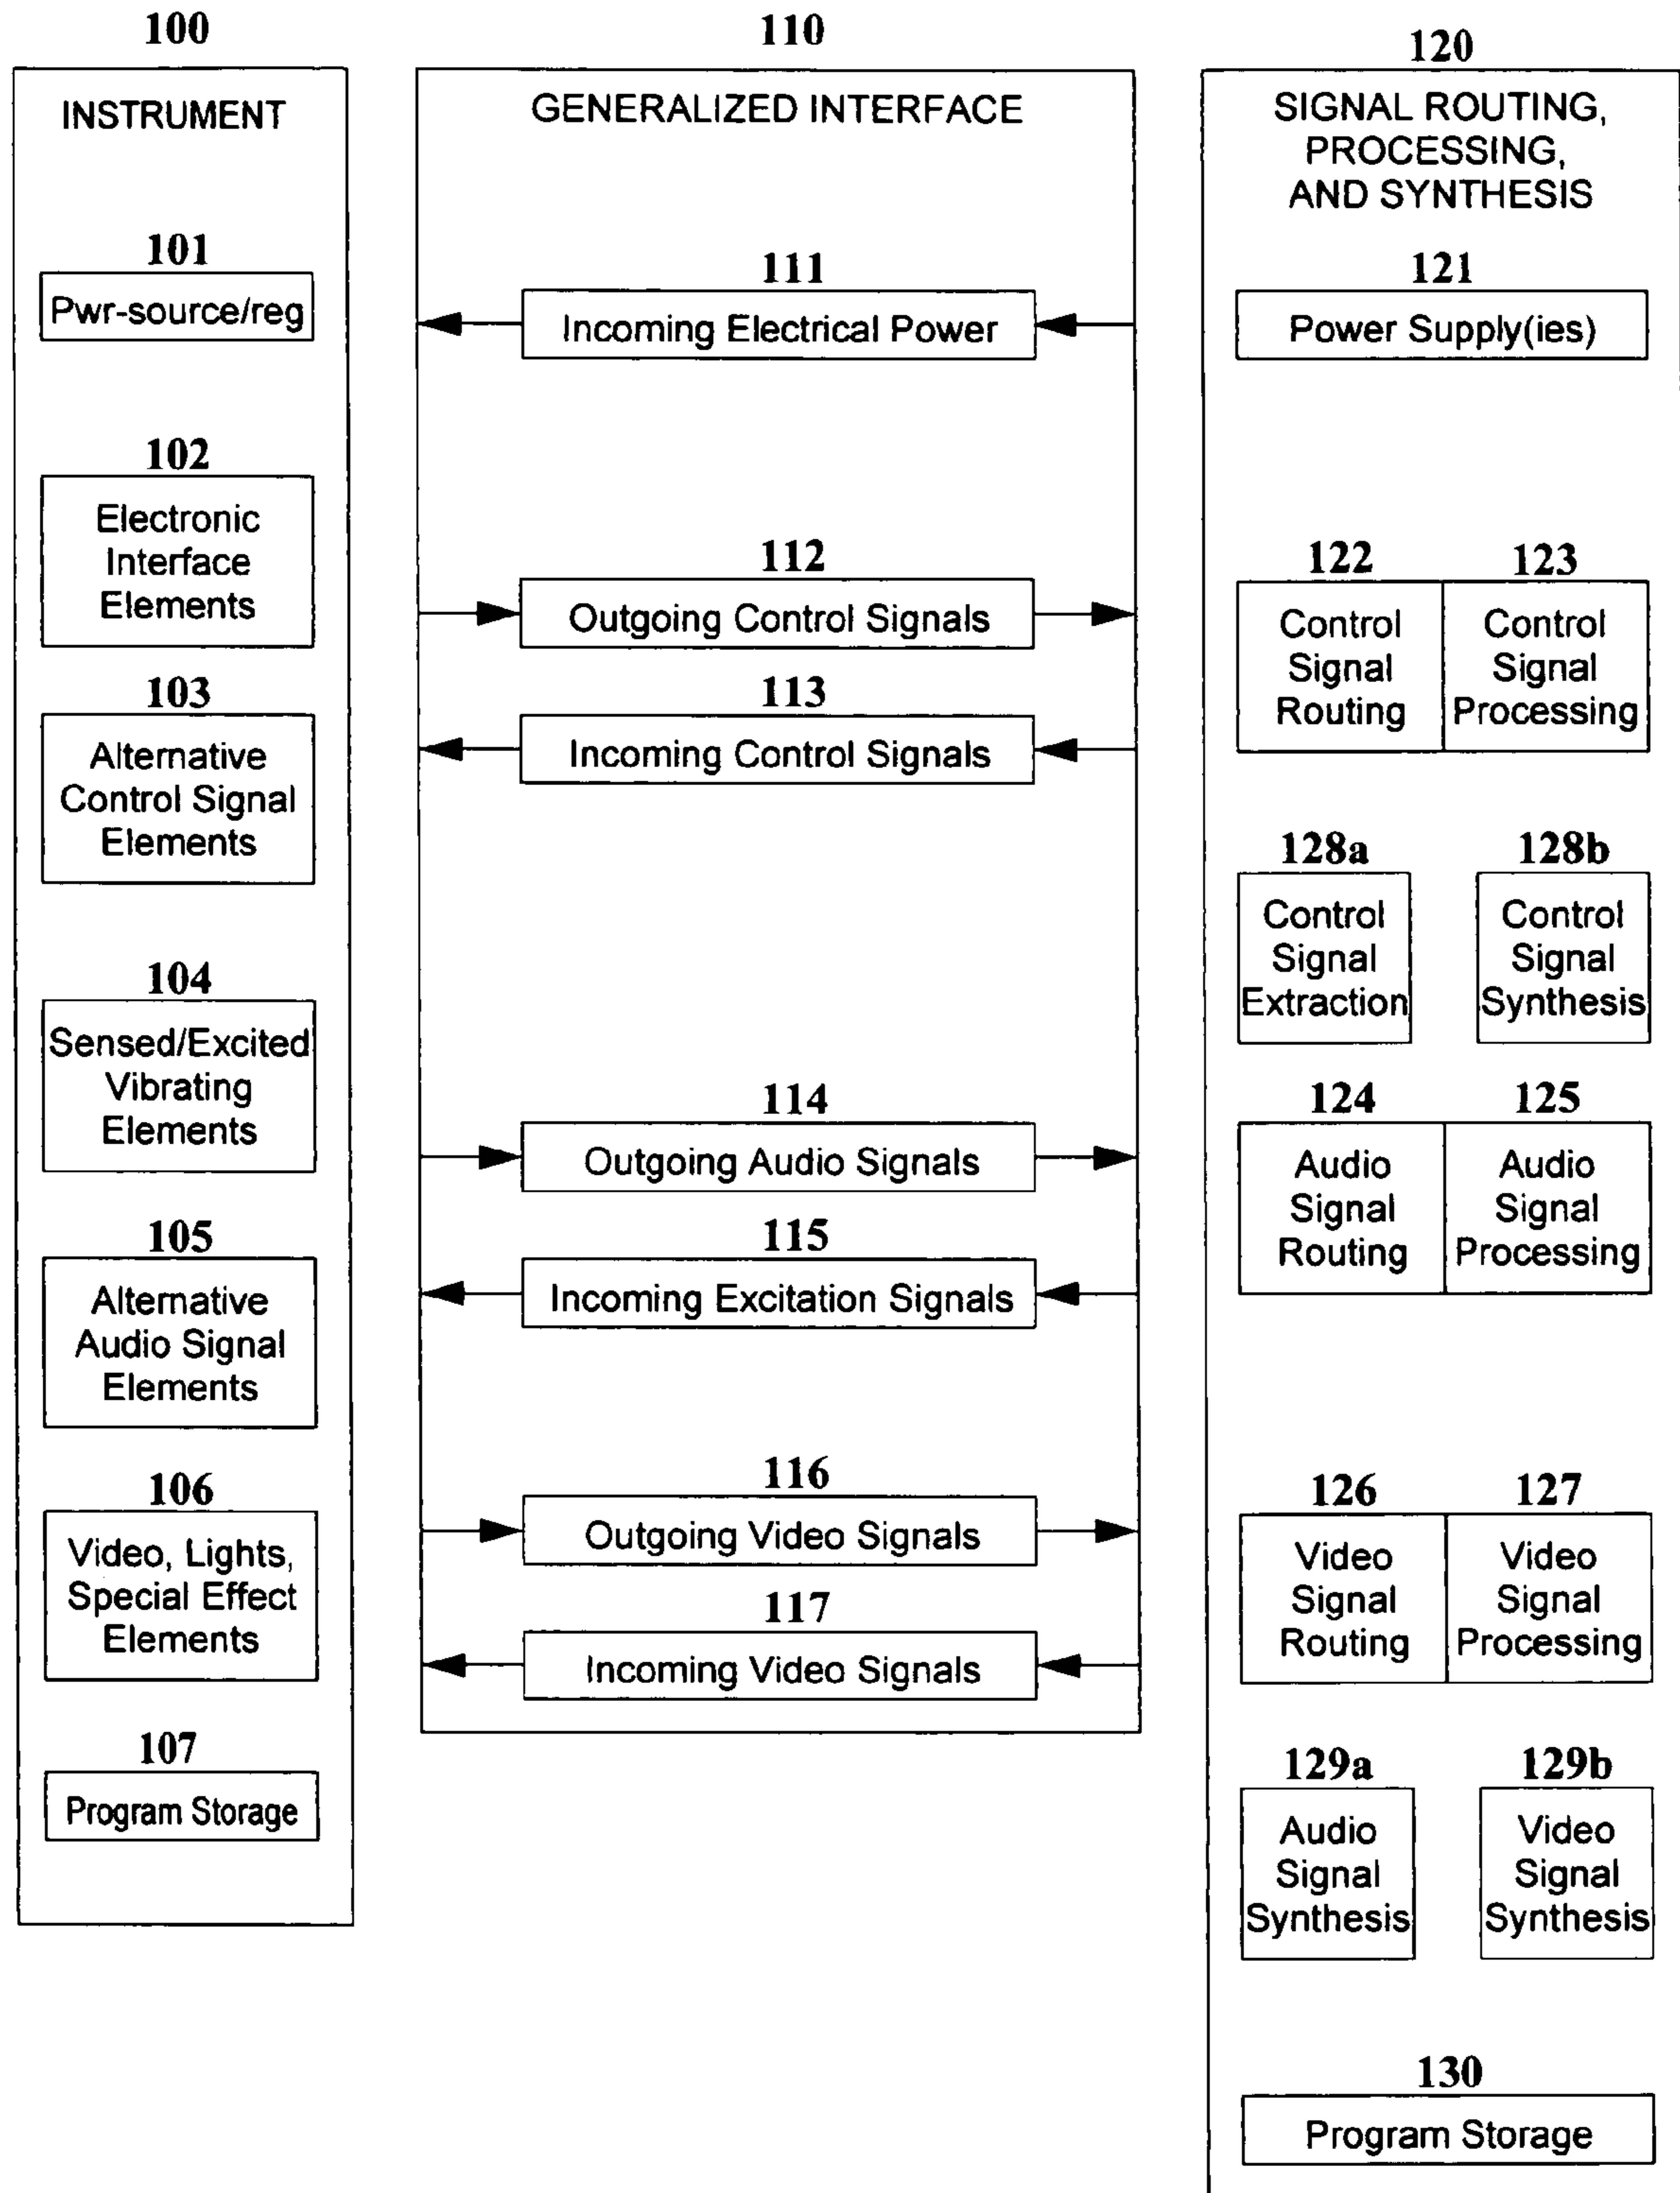 100
INSTRUMENT
101
Pwr-source/reg
102
Electronic
Interface
Elements
103
Alternative
Control Signal
Elements
104
Sensed/Excited
Vibrating
Elements
105
Alternative
Audio Signal
Elements
106
Video, Lights,
Special Effect
Elements
107
Program Storage
110
GENERALIZED INTERFACE
111
Incoming Electrical Power
112
Outgoing Control Signals
113
Incoming Control Signals
114
Outgoing Audio Signals
115
Incoming Excitation Signals
116
Outgoing Video Signals
117
Incoming Video Signals
120
SIGNAL ROUTING,
PROCESSING,
AND SYNTHESIS
121
Power Supply(ies)
122
Control
Signal
Routing
123
Control
Signal
Processing
128a
Control
Signal
Extraction
128b
Control
Signal
Synthesis
124
Audio
Signal
Routing
125
Audio
Signal
Processing
126
Video
Signal
Routing
127
Video
Signal
Processing
129a
Audio
Signal
Synthesis
129b
Video
Signal
Synthesis
130
Program Storage